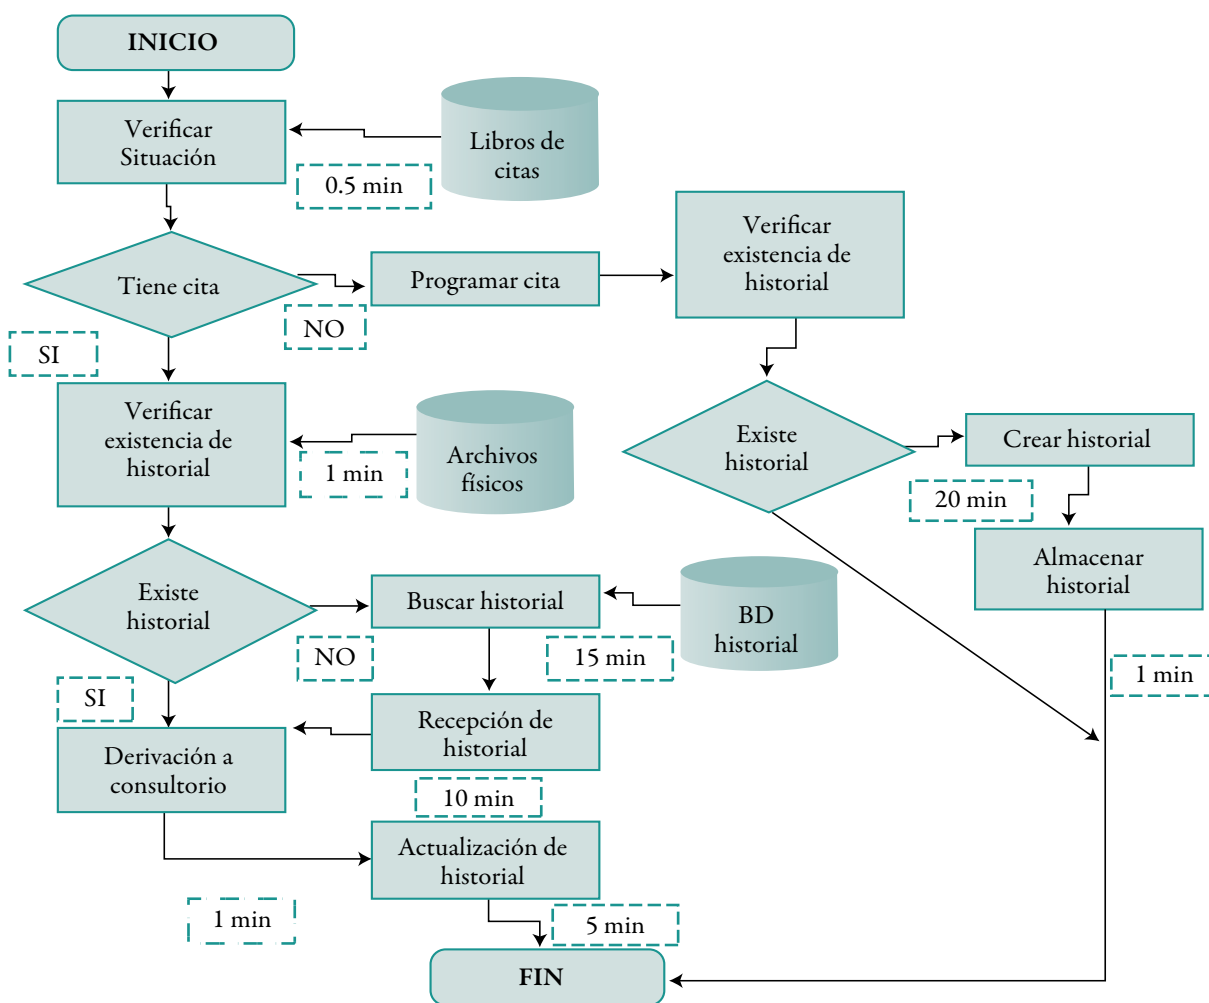 INICIO
Verificar
Situación
Libros de
citas
0.5 min
Tiene cita
NO
Programar cita
Verificar
existencia de
historial
SI
Verificar
existencia de
historial
1 min
Archivos
físicos
Existe
historial
Crear historial
20 min
Almacenar
historial
1 min
Existe
historial
NO
Buscar historial
15 min
BD
historial
SI
Derivación a
consultorio
Recepción de
historial
10 min
Actualización de
historial
1 min
5 min
FIN